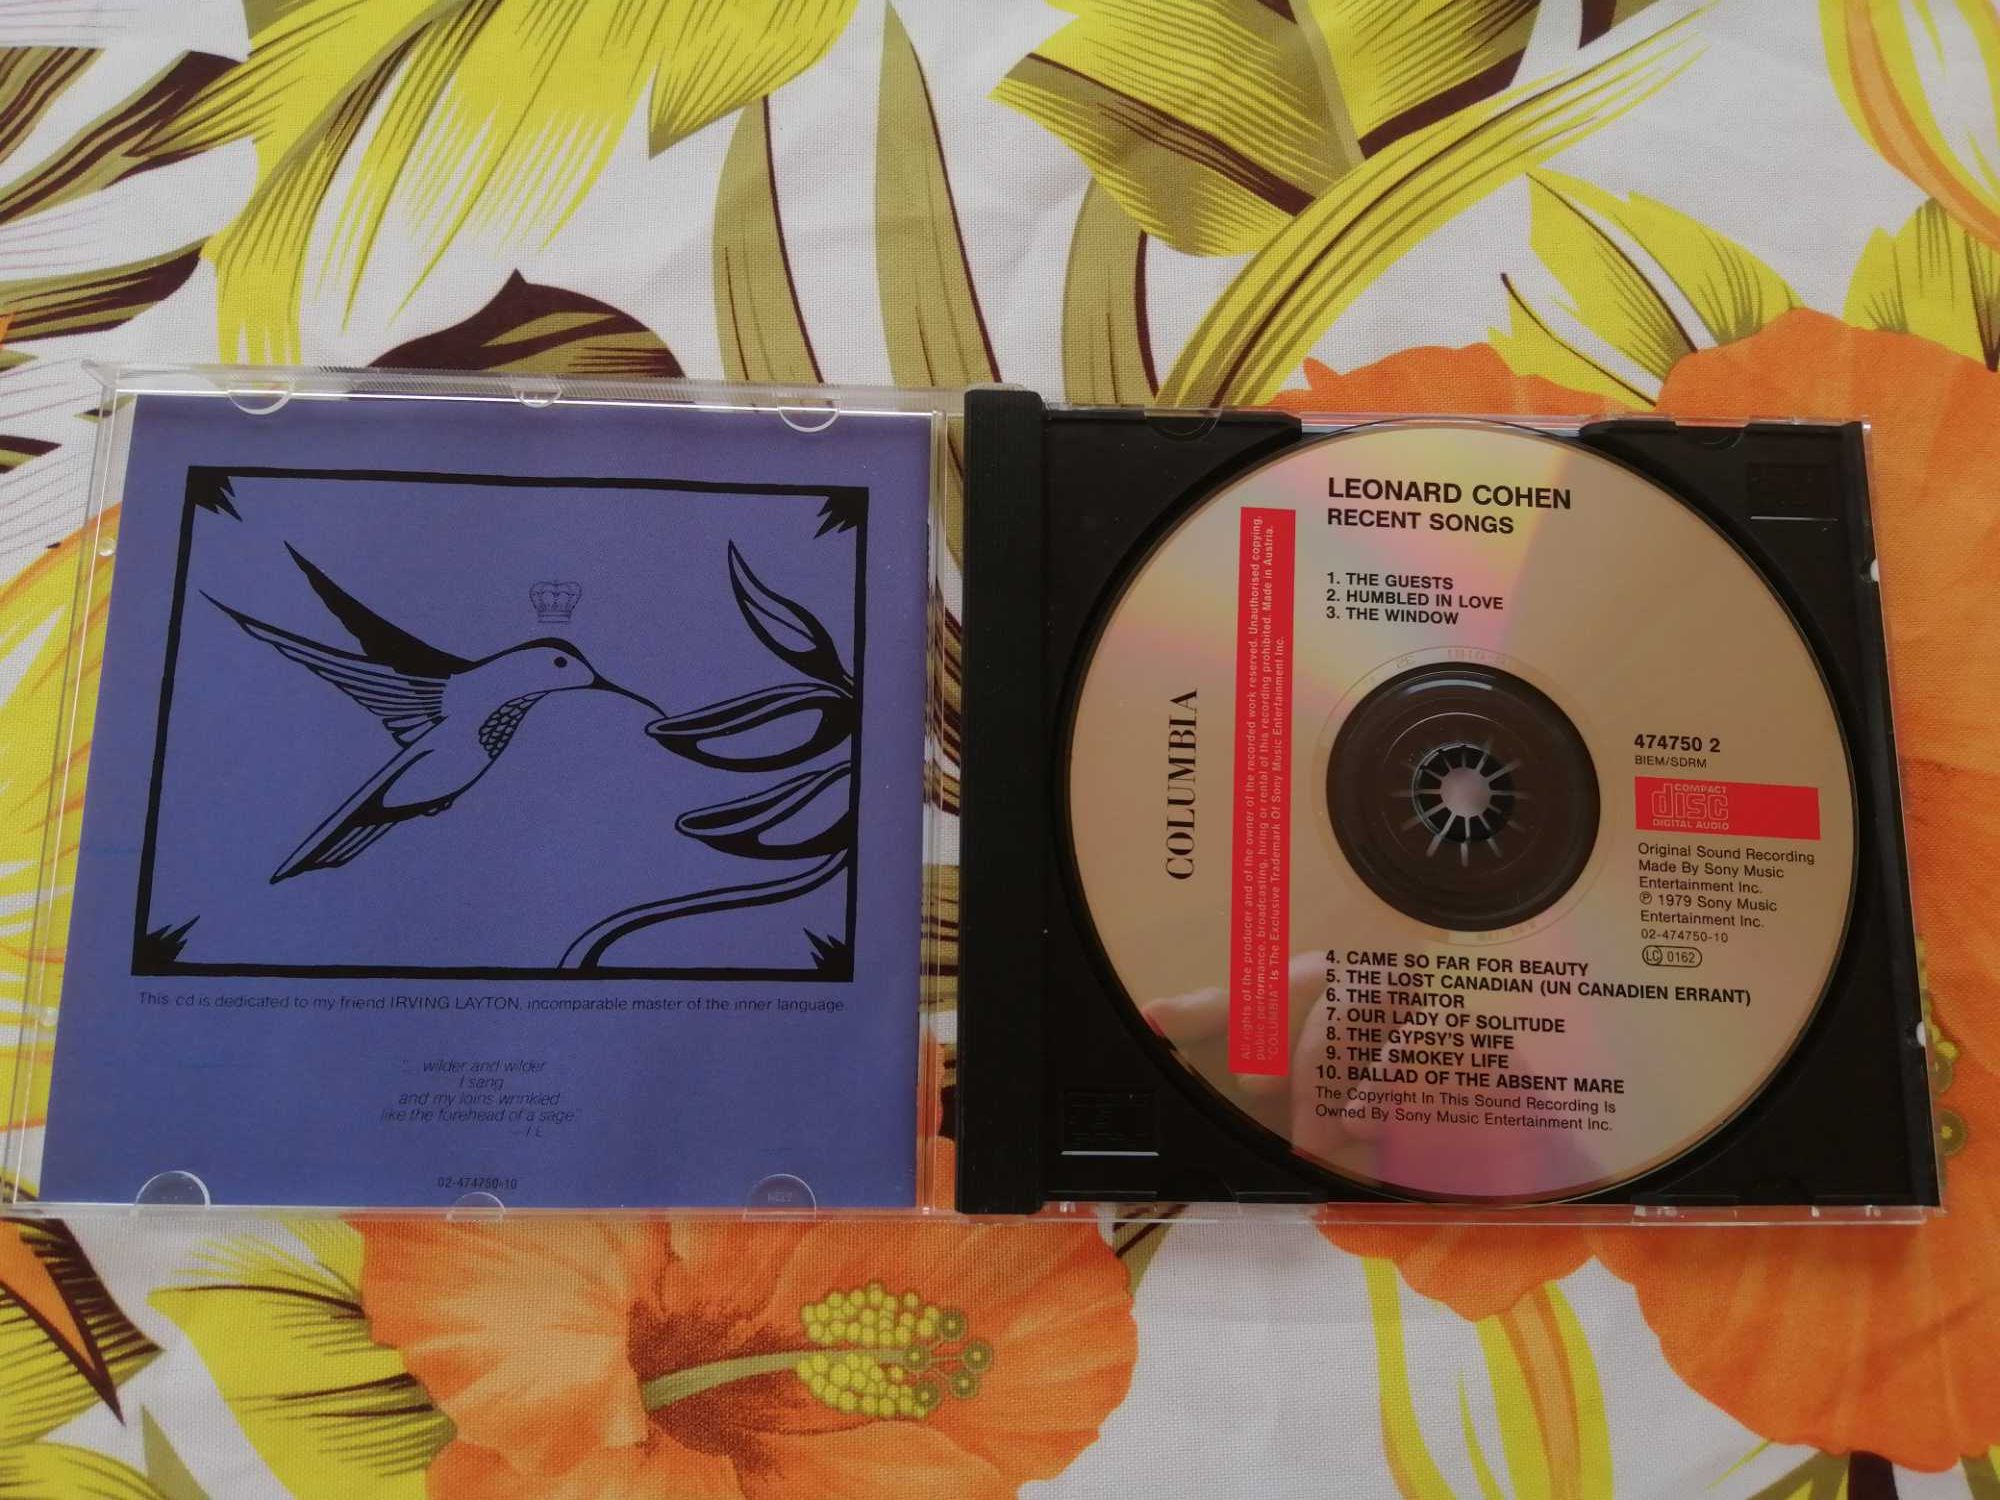 This cd is dedicated to my friend IRVING LAYTON, incomparable master of the inner language.
"... wilder and wilder
I sang
and my loins wrinkled
like the forehead of a sage"
02-474750-10
LEONARD COHEN
RECENT SONGS
1. THE GUESTS
2. HUMBLED IN LOVE
3. THE WINDOW
COLUMBIA
All rights of the producer and of the owner of the recorded work reserved. Unauthorised copying,
public performance, broadcasting, hiring or rental of this recording prohibited. Made in Austria.
"COLUMBIA" Is The Exclusive Trademark Of Sony Music Entertainment Inc.
474750 2
BIEM/SDRM
COMPACT
disc
DIGITAL AUDIO
Original Sound Recording
Made By Sony Music
Entertainment Inc.
℗ 1979 Sony Music
Entertainment Inc.
02-474750-10
LC 0162
4. CAME SO FAR FOR BEAUTY
5. THE LOST CANADIAN (UN CANADIEN ERRANT)
6. THE TRAITOR
7. OUR LADY OF SOLITUDE
8. THE GYPSY'S WIFE
9. THE SMOKEY LIFE
10. BALLAD OF THE ABSENT MARE
The Copyright In This Sound Recording Is
Owned By Sony Music Entertainment Inc.